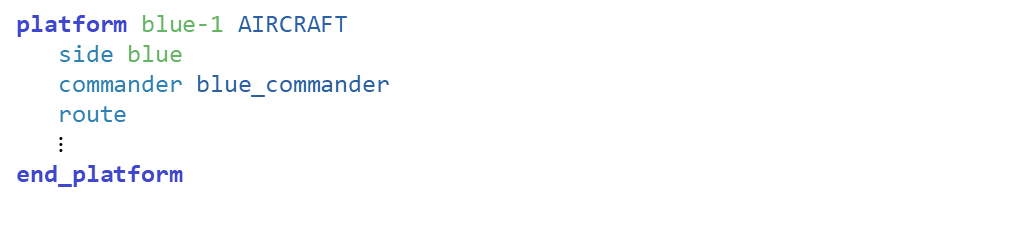 platform blue-1 AIRCRAFT
side blue
commander blue_commander
route
⋮
end_platform